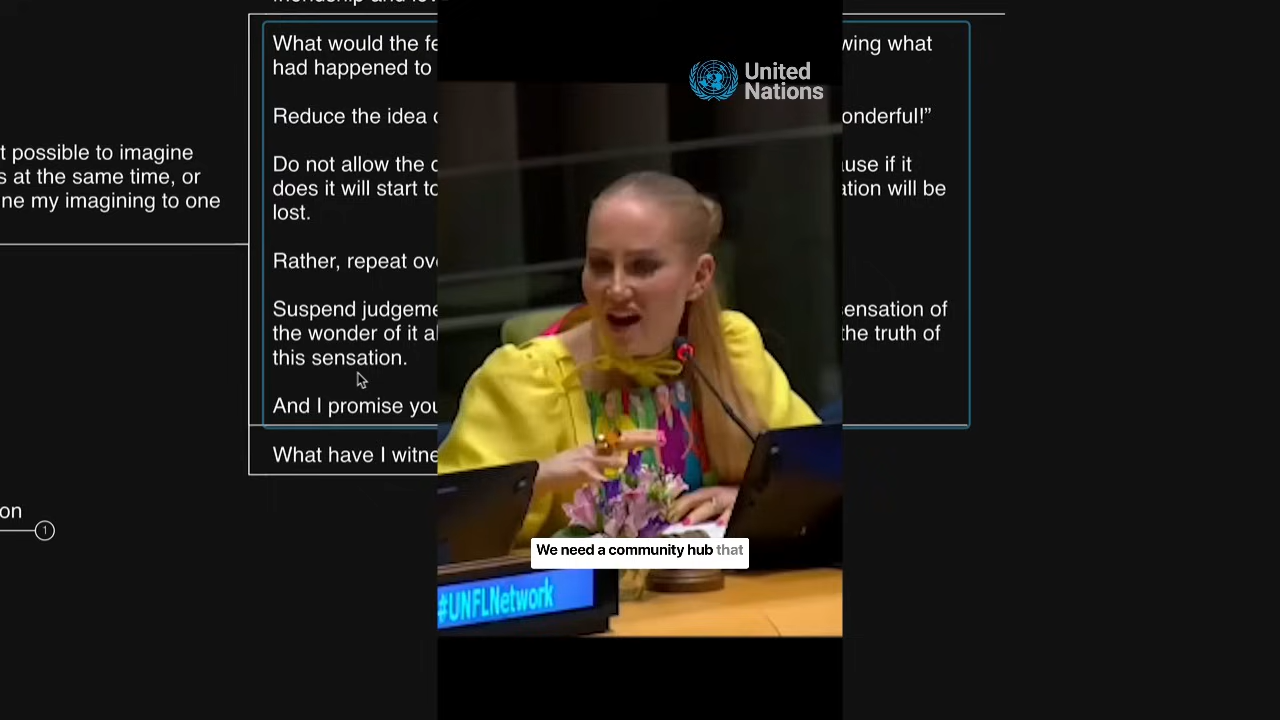 What would the fe
wing what
had happened to
Reduce the idea
onderful!”
t possible to imagine
s at the same time, or
ne my imagining to one
Do not allow the
use if it
does it will start to
ation will be
lost.
Rather, repeat ov
Suspend judgeme
ensation of
the wonder of it a
the truth of
this sensation.
And I promise you
What have I witne
on
1
United
Nations
We need a community hub that
#UNFLNetwork